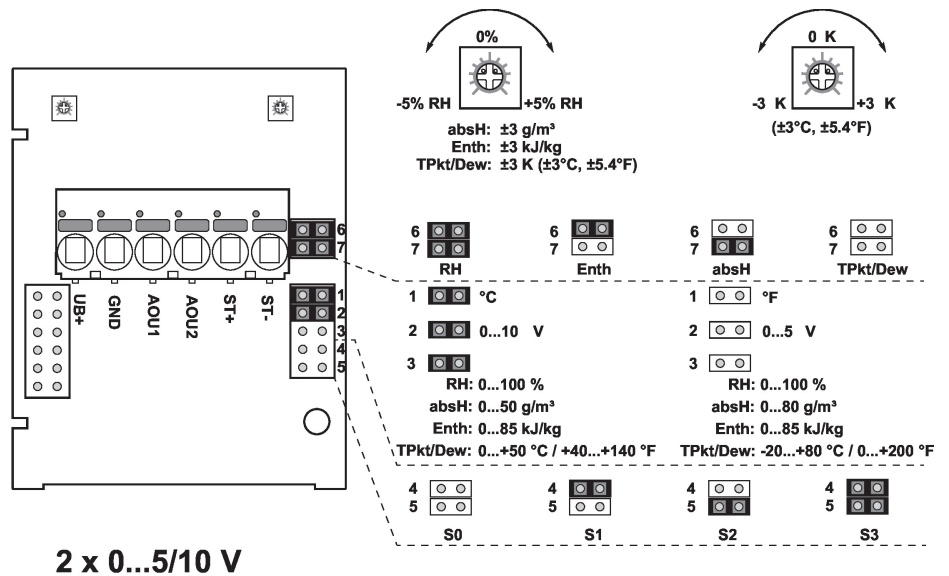 0%
-5% RH +5% RH
absH: ±3 g/m³
Enth: ±3 kJ/kg
TPkt/Dew: ±3 K (±3°C, ±5.4°F)
0 K
-3 K +3 K
(±3°C, ±5.4°F)
6
7
UB+
GND
AOU1
AOU2
ST+
ST-
1
2
3
4
5
6
7
RH
6
7
Enth
6
7
absH
6
7
TPkt/Dew
1 °C
2 0...10 V
3
RH: 0...100 %
absH: 0...50 g/m³
Enth: 0...85 kJ/kg
TPkt/Dew: 0...+50 °C / +40...+140 °F
1 °F
2 0...5 V
3
RH: 0...100 %
absH: 0...80 g/m³
Enth: 0...85 kJ/kg
TPkt/Dew: -20...+80 °C / 0...+200 °F
4
5
S0
4
5
S1
4
5
S2
4
5
S3
2 x 0...5/10 V